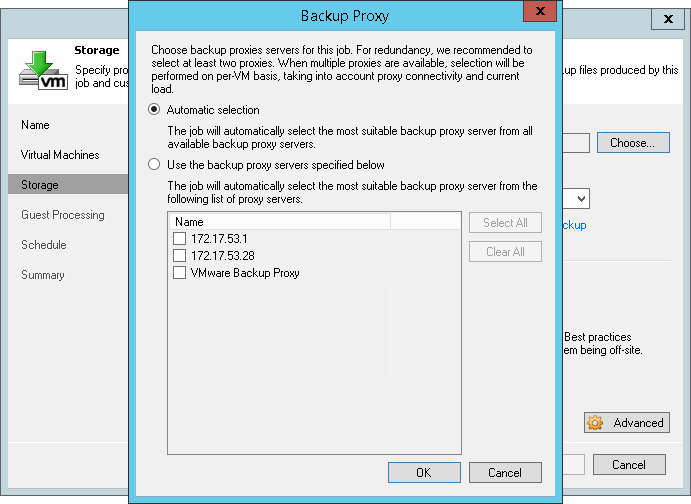 Backup Proxy
X
X
Storage
Specify pro
job and cus
up files produced by this
vm
Name
Virtual Machines
Storage
Guest Processing
Schedule
Summary
Choose backup proxies servers for this job. For redundancy, we recommended to
select at least two proxies. When multiple proxies are available, selection will be
performed on per-VM basis, taking into account proxy connectivity and current
load.
Automatic selection
The job will automatically select the most suitable backup proxy server from all
available backup proxy servers.
Use the backup proxy servers specified below
The job will automatically select the most suitable backup proxy server from the
following list of proxy servers.
Name
172.17.53.1
172.17.53.28
VMware Backup Proxy
Select All
Clear All
OK
Cancel
Choose...
ckup
Best practices
em being off-site.
Advanced
Cancel